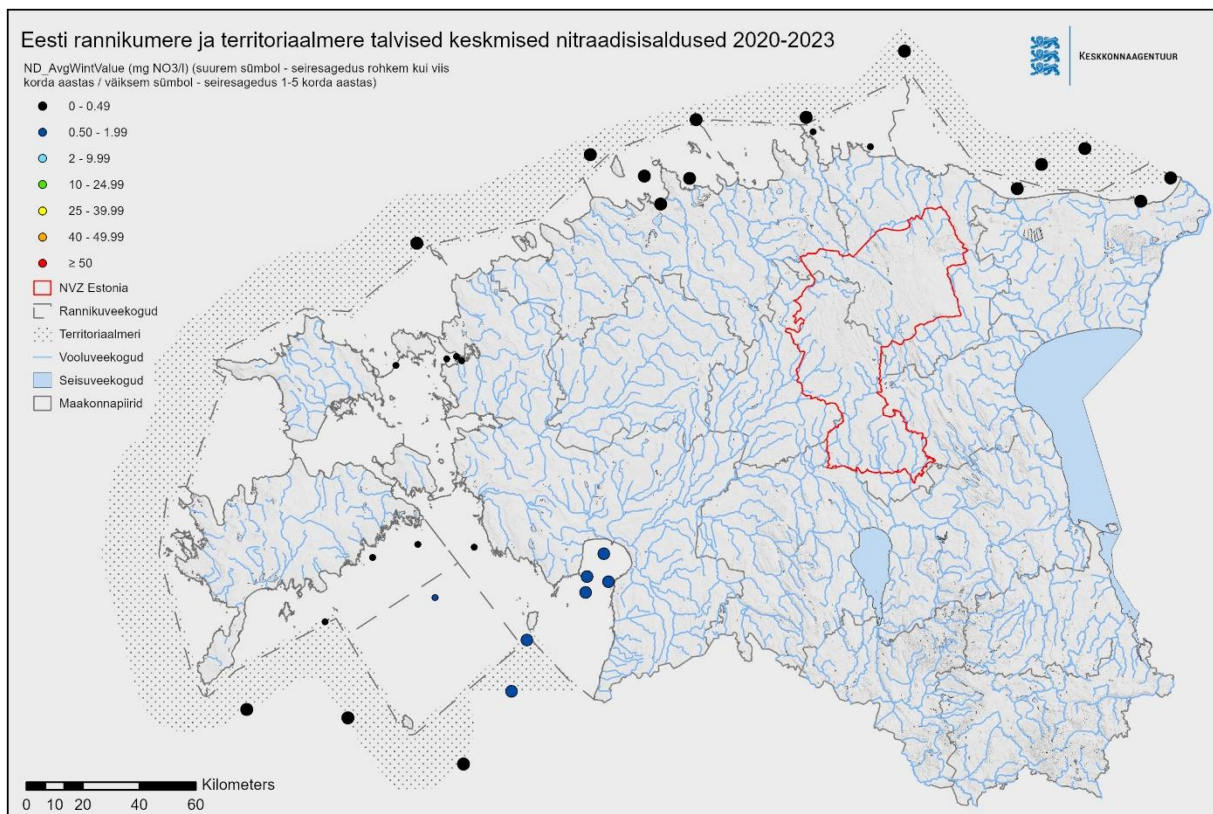 Eesti rannikumere ja territoriaalmere talvised keskmised nitraadisisaldused 2020-2023
KESKKONNAAGENTUUR
ND_AvgWintValue (mg NO3/l) (suurem sümbol - seiresagedus rohkem kui viis
korda aastas / väiksem sümbol - seiresagedus 1-5 korda aastas)
0 - 0.49
0.50 - 1.99
2 - 9.99
10 - 24.99
25 - 39.99
40 - 49.99
≥ 50
NVZ Estonia
Rannikuveekogud
Territoriaalmeri
Vooluveekogud
Seisuveekogud
Maakonnapiirid
Kilometers
0 10 20 40 60